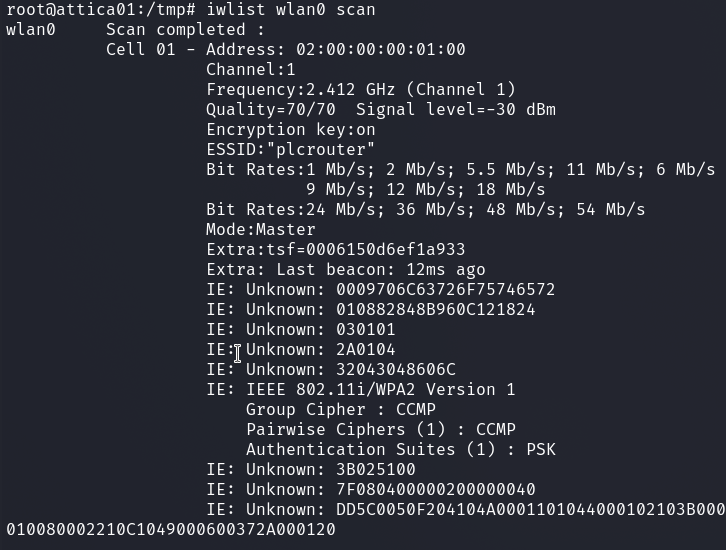 root@attica01:/tmp# iwlist wlan0 scan
wlan0     Scan completed :
          Cell 01 - Address: 02:00:00:00:01:00
                    Channel:1
                    Frequency:2.412 GHz (Channel 1)
                    Quality=70/70  Signal level=-30 dBm
                    Encryption key:on
                    ESSID:"plcrouter"
                    Bit Rates:1 Mb/s; 2 Mb/s; 5.5 Mb/s; 11 Mb/s; 6 Mb/s
                              9 Mb/s; 12 Mb/s; 18 Mb/s
                    Bit Rates:24 Mb/s; 36 Mb/s; 48 Mb/s; 54 Mb/s
                    Mode:Master
                    Extra:tsf=0006150d6ef1a933
                    Extra: Last beacon: 12ms ago
                    IE: Unknown: 0009706C63726F75746572
                    IE: Unknown: 010882848B960C121824
                    IE: Unknown: 030101
                    IE: Unknown: 2A0104
                    IE: Unknown: 32043048606C
                    IE: IEEE 802.11i/WPA2 Version 1
                        Group Cipher : CCMP
                        Pairwise Ciphers (1) : CCMP
                        Authentication Suites (1) : PSK
                    IE: Unknown: 3B025100
                    IE: Unknown: 7F080400000200000040
                    IE: Unknown: DD5C0050F204104A0001101044000102103B000
010080002210C1049000600372A000120